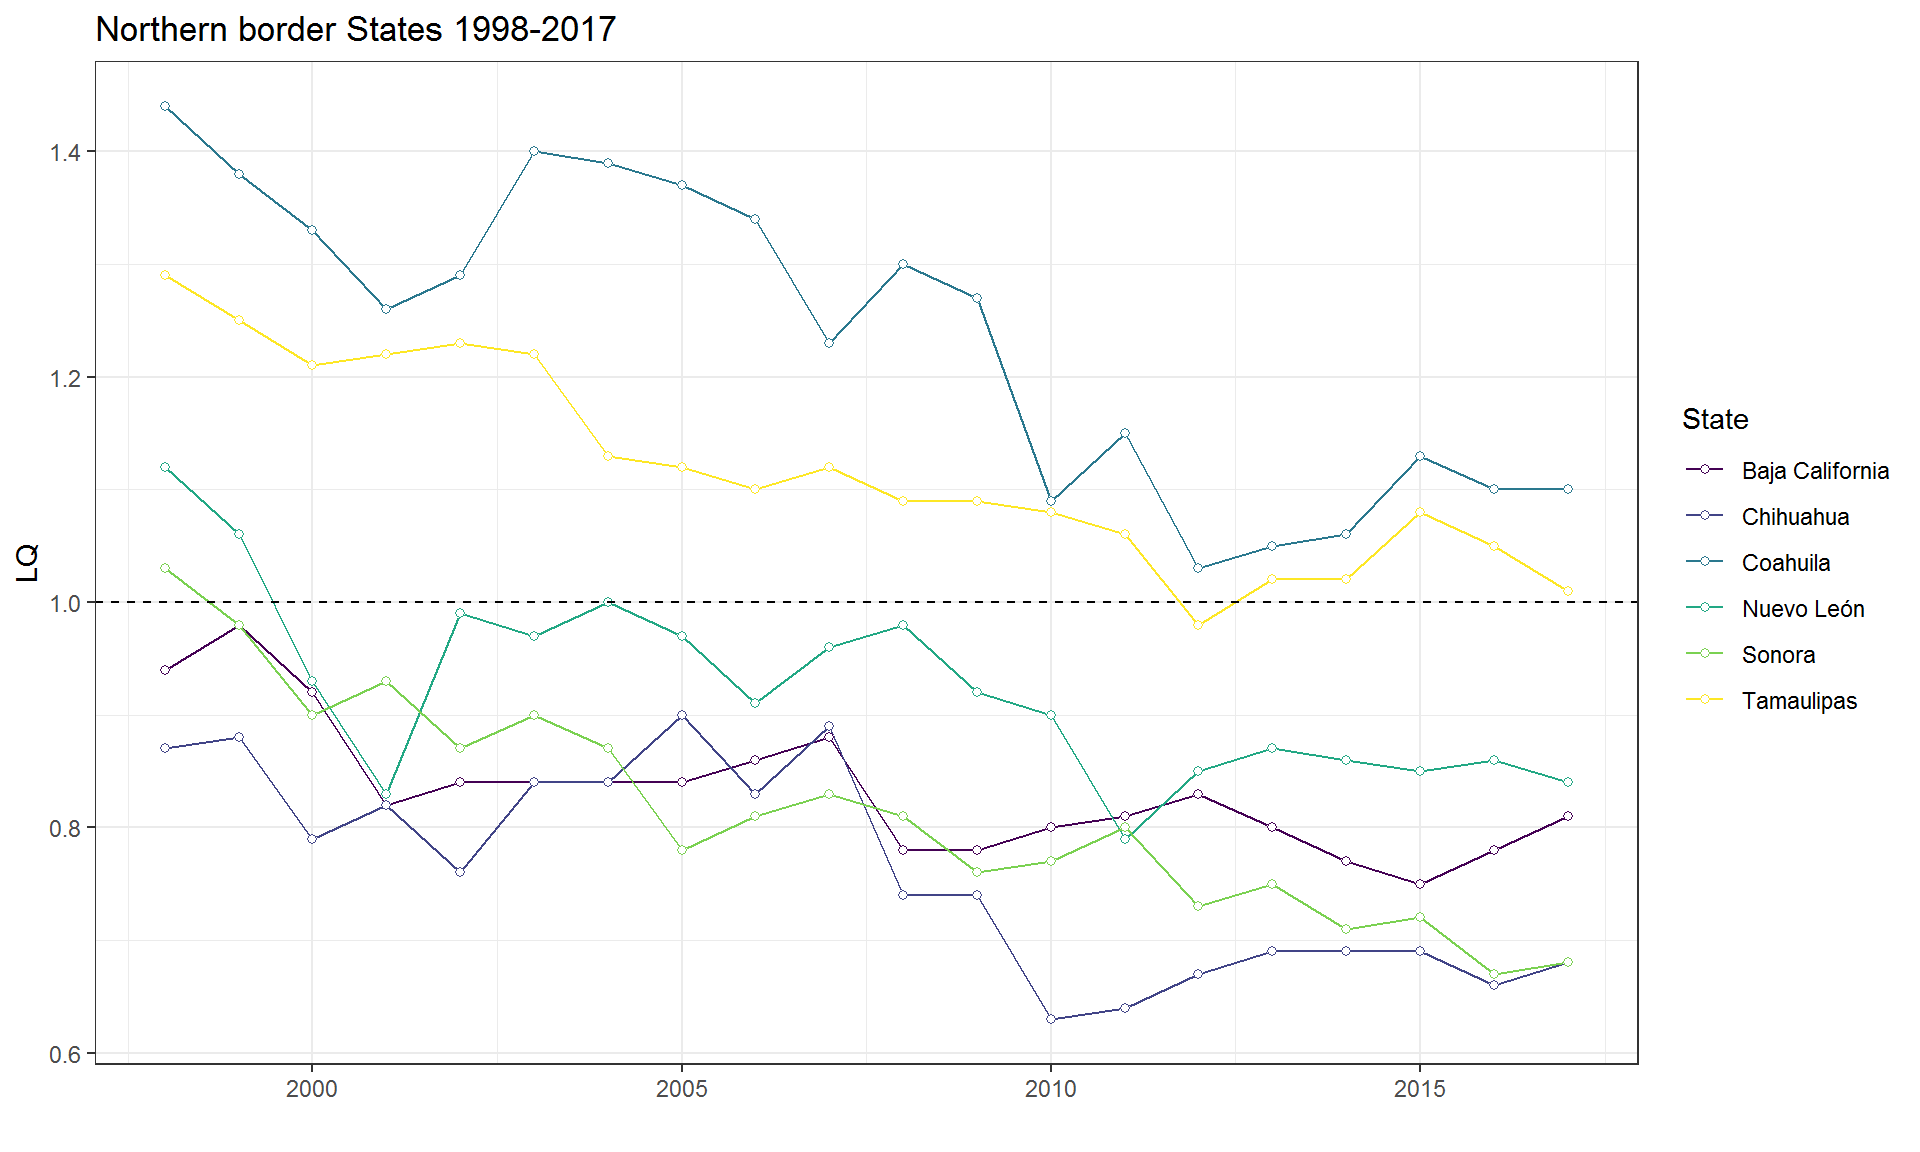 Northern border States 1998-2017
1.4
1.2
1.0
0.8
0.6
LQ
2000 2005 2010 2015
State
Baja California
Chihuahua
Coahuila
Nuevo León
Sonora
Tamaulipas